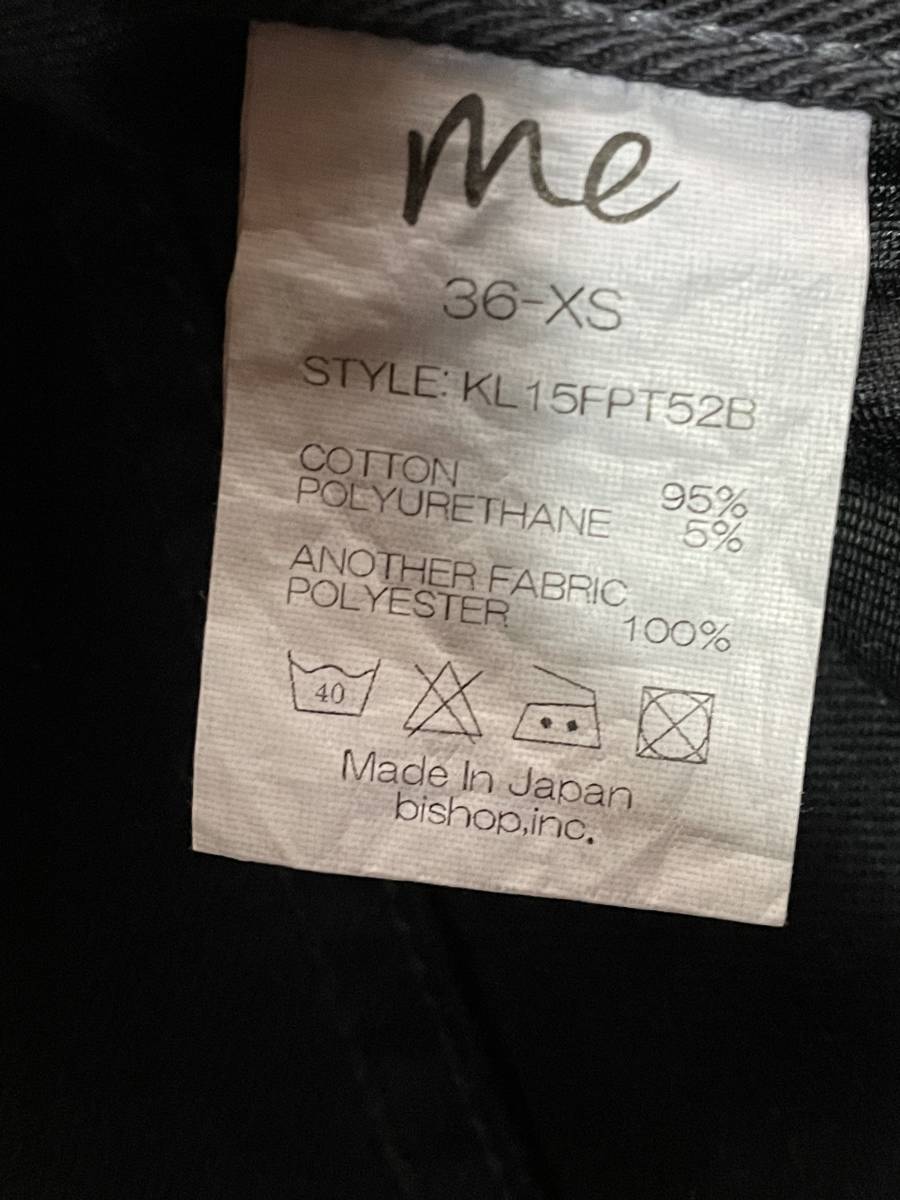 me
36-XS
STYLE: KL15FPT52B
COTTON 95%
POLYURETHANE 5%
ANOTHER FABRIC
POLYESTER 100%
40
Made In Japan
bishop,inc.